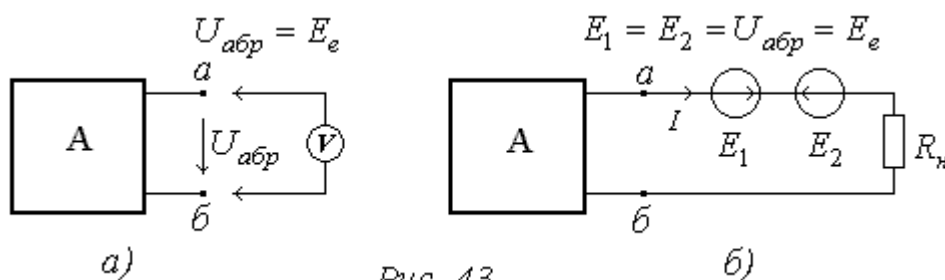 U_абр = E_e
а
A
U_абр
V
б
а)
E_1 = E_2 = U_абр = E_e
а
A
I
E_1
E_2
R_н
б
б)
Рис. 43